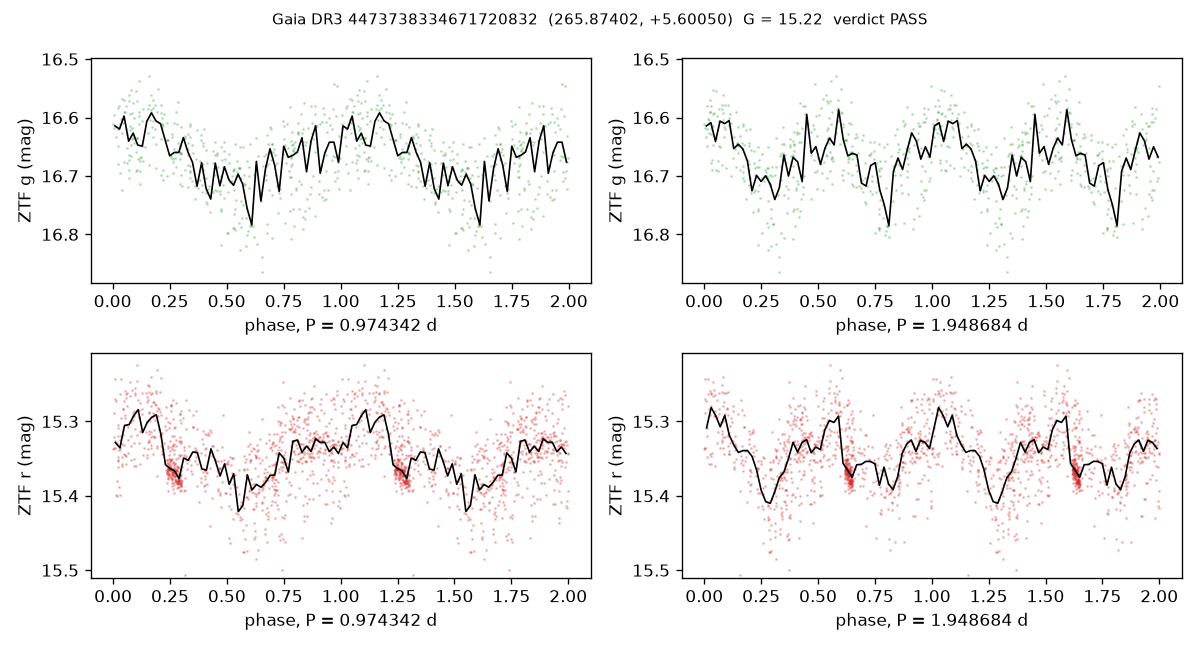 Gaia DR3 4473738334671720832 (265.87402, +5.60050) G = 15.22 verdict PASS
ZTF g (mag)
16.5
16.6
16.7
16.8
0.00 0.25 0.50 0.75 1.00 1.25 1.50 1.75 2.00
phase, P = 0.974342 d
ZTF g (mag)
16.5
16.6
16.7
16.8
0.00 0.25 0.50 0.75 1.00 1.25 1.50 1.75 2.00
phase, P = 1.948684 d
ZTF r (mag)
15.3
15.4
15.5
0.00 0.25 0.50 0.75 1.00 1.25 1.50 1.75 2.00
phase, P = 0.974342 d
ZTF r (mag)
15.3
15.4
15.5
0.00 0.25 0.50 0.75 1.00 1.25 1.50 1.75 2.00
phase, P = 1.948684 d